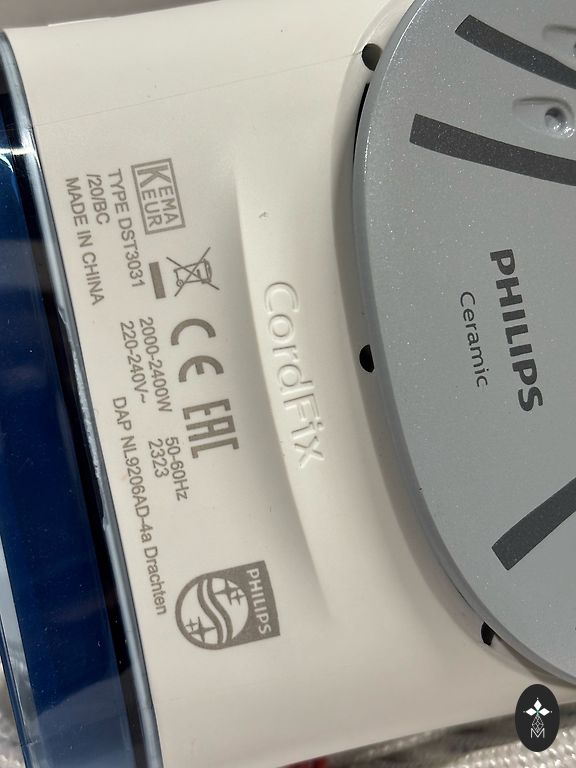 KEMA
KEUR
TYPE DST3031
/20/BC
MADE IN CHINA
CE EAC
2000-2400W
220-240V~
50-60Hz
2323
DAP NL9206AD-4a Drachten
PHILIPS
CordFix
PHILIPS
Ceramic
M